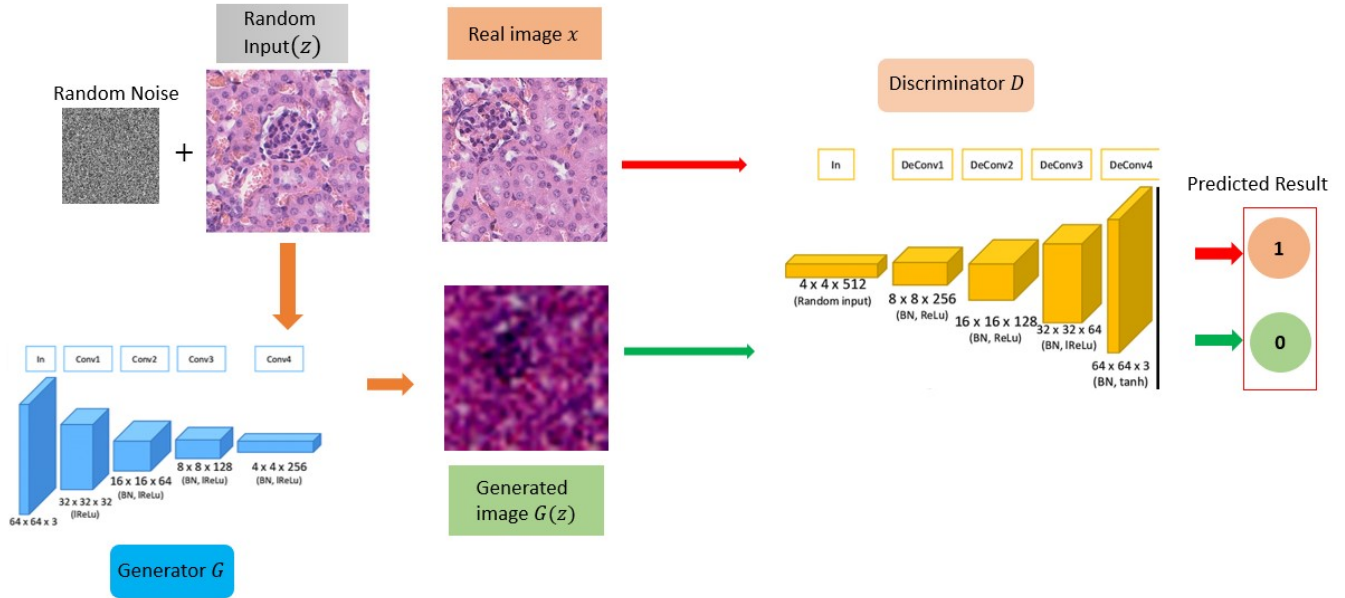 Random
Input(z)
Real image x
Random Noise
+
Discriminator D
In
DeConv1
DeConv2
DeConv3
DeConv4
Predicted Result
1
0
4 x 4 x 512
(Random input)
8 x 8 x 256
(BN, ReLu)
16 x 16 x 128
(BN, ReLu)
32 x 32 x 64
(BN, lReLu)
64 x 64 x 3
(BN, tanh)
In
Conv1
Conv2
Conv3
Conv4
64 x 64 x 3
32 x 32 x 32
(lReLu)
16 x 16 x 64
(BN, lReLu)
8 x 8 x 128
(BN, lReLu)
4 x 4 x 256
(BN, lReLu)
Generated
image G(z)
Generator G